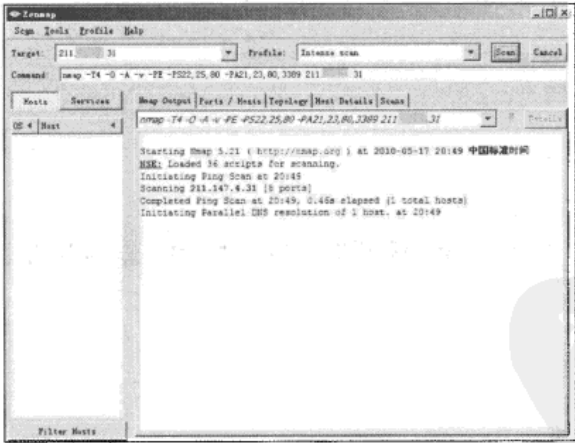 Zenmap
Scan Tools Profile Help
Target: 211. 31 Profile: Intense scan Scan Cancel
Command: nmap -T4 -O -A -v -PE -PS22,25,80 -PA21,23,80,3389 211 31
Hosts Services Nmap Output Ports / Hosts Topology Host Details Scans
OS Host nmap -T4 -O -A -v -PE -PS22,25,80 -PA21,23,80,3389 211 .31 Details
Starting Nmap 5.21 ( http://nmap.org ) at 2010-05-17 20:49 中国标准时间
NSE: Loaded 36 scripts for scanning.
Initiating Ping Scan at 20:49
Scanning 211.147.4.31 [8 ports]
Completed Ping Scan at 20:49, 0.46s elapsed (1 total hosts)
Initiating Parallel DNS resolution of 1 host. at 20:49
Filter Hosts